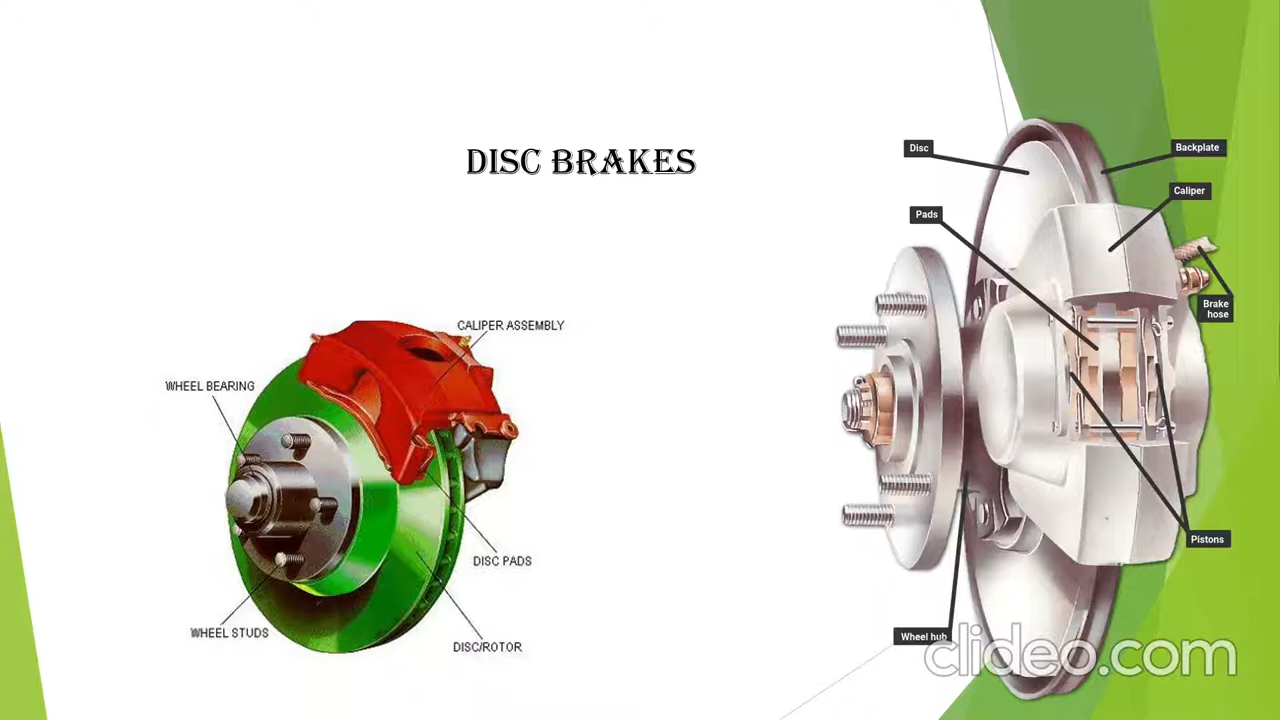 DISC BRAKES
CALIPER ASSEMBLY
WHEEL BEARING
DISC PADS
WHEEL STUDS
DISC/ROTOR
Disc
Backplate
Caliper
Pads
Brake
hose
Pistons
Wheel hub
clideo.com